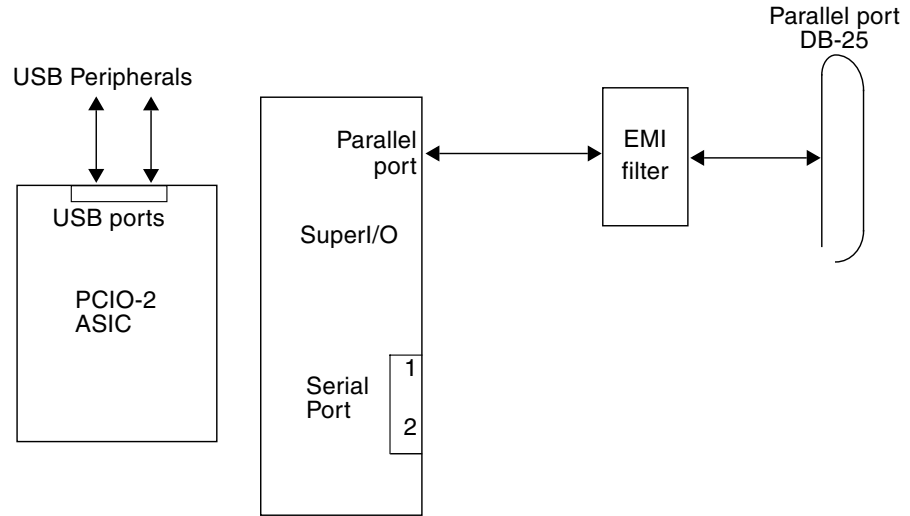 Parallel port
DB-25
USB Peripherals
Parallel
port
EMI
filter
USB ports
SuperI/O
PCIO-2
ASIC
1
Serial
Port
2